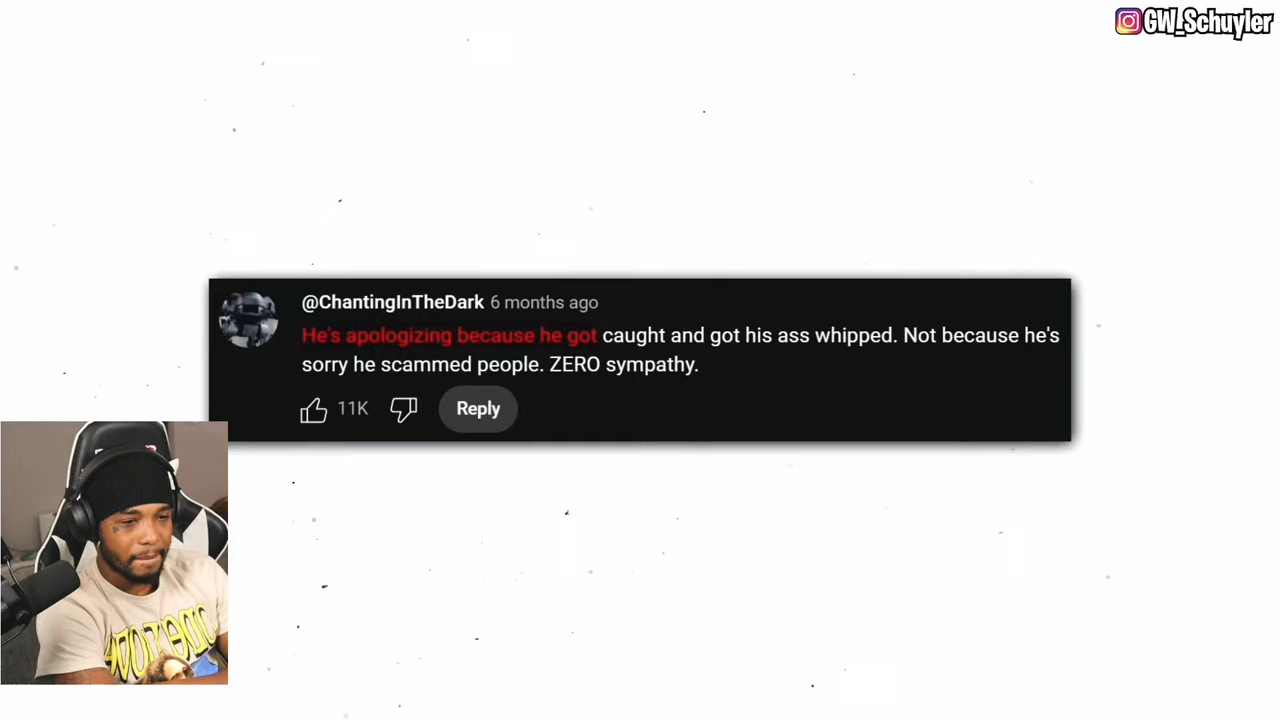 GW_Schuyler
@ChantingInTheDark 6 months ago
He's apologizing because he got caught and got his ass whipped. Not because he's
sorry he scammed people. ZERO sympathy.
11K Reply